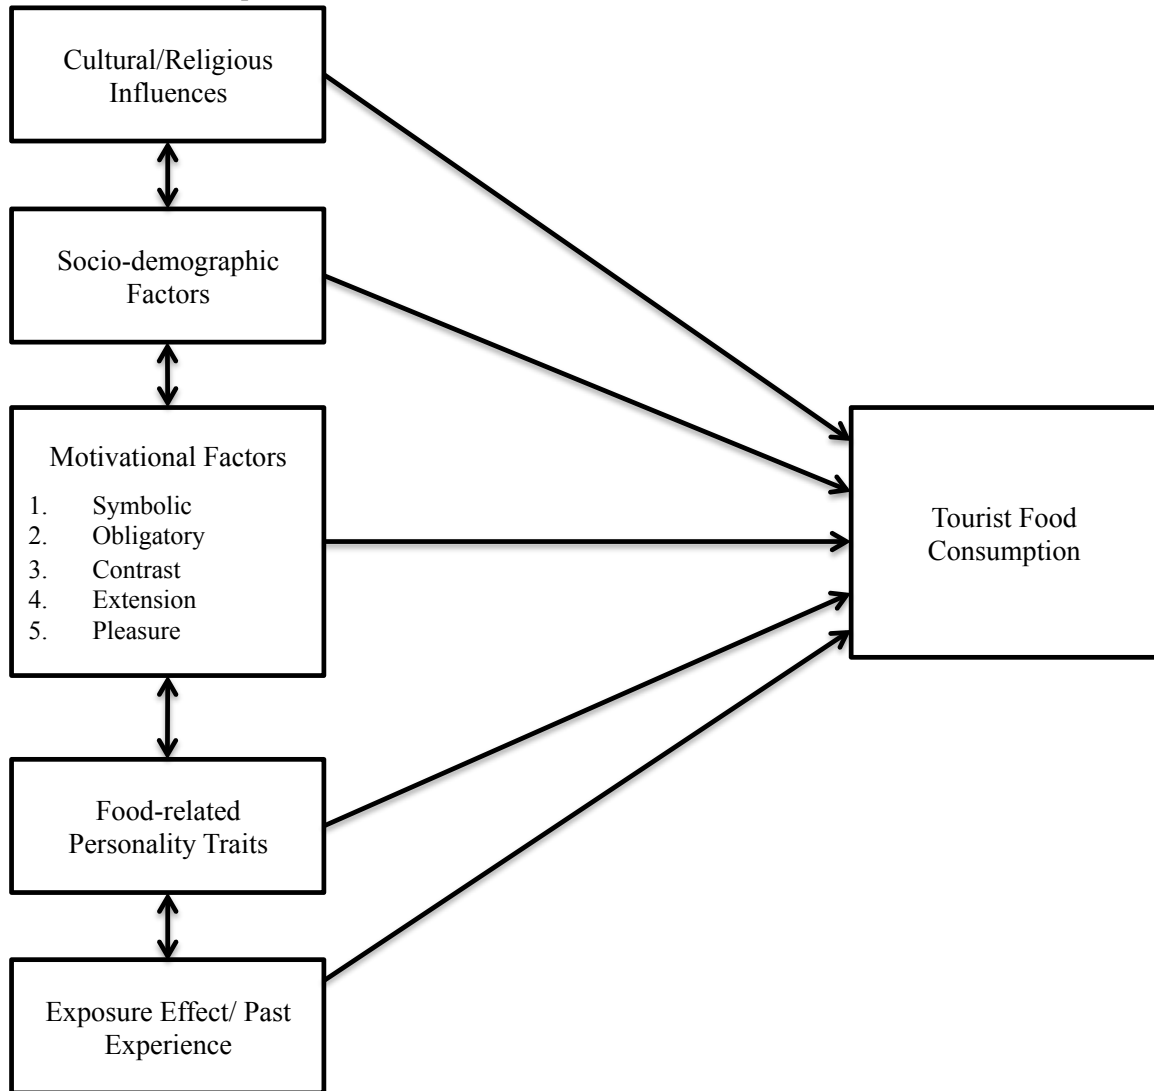 Cultural/Religious
Influences
Socio-demographic
Factors
Motivational Factors
1. Symbolic
2. Obligatory
3. Contrast
4. Extension
5. Pleasure
Tourist Food
Consumption
Food-related
Personality Traits
Exposure Effect/ Past
Experience